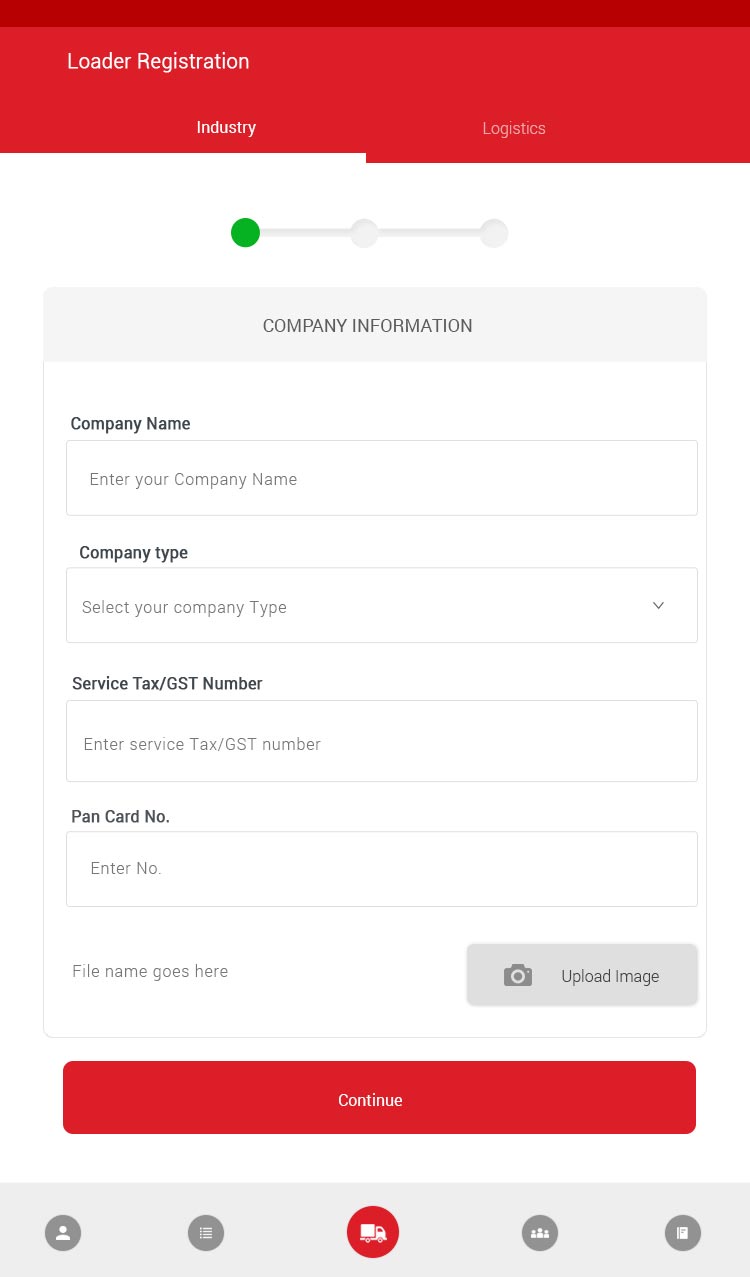 Loader Registration
Industry
Logistics
COMPANY INFORMATION
Company Name
Enter your Company Name
Company type
Select your company Type
Service Tax/GST Number
Enter service Tax/GST number
Pan Card No.
Enter No.
File name goes here
Upload Image
Continue